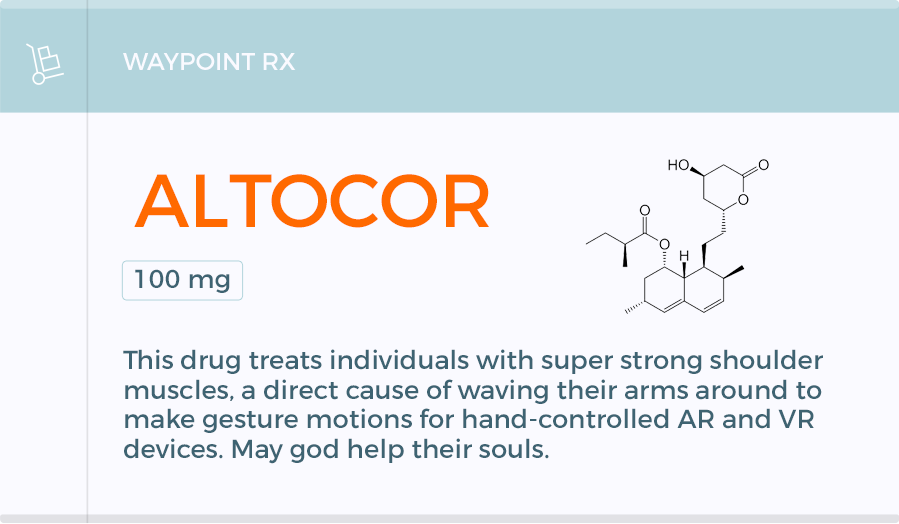 WAYPOINT RX
ALTOCOR
100 mg
HO
O
O
O
O
H
This drug treats individuals with super strong shoulder
muscles, a direct cause of waving their arms around to
make gesture motions for hand-controlled AR and VR
devices. May god help their souls.